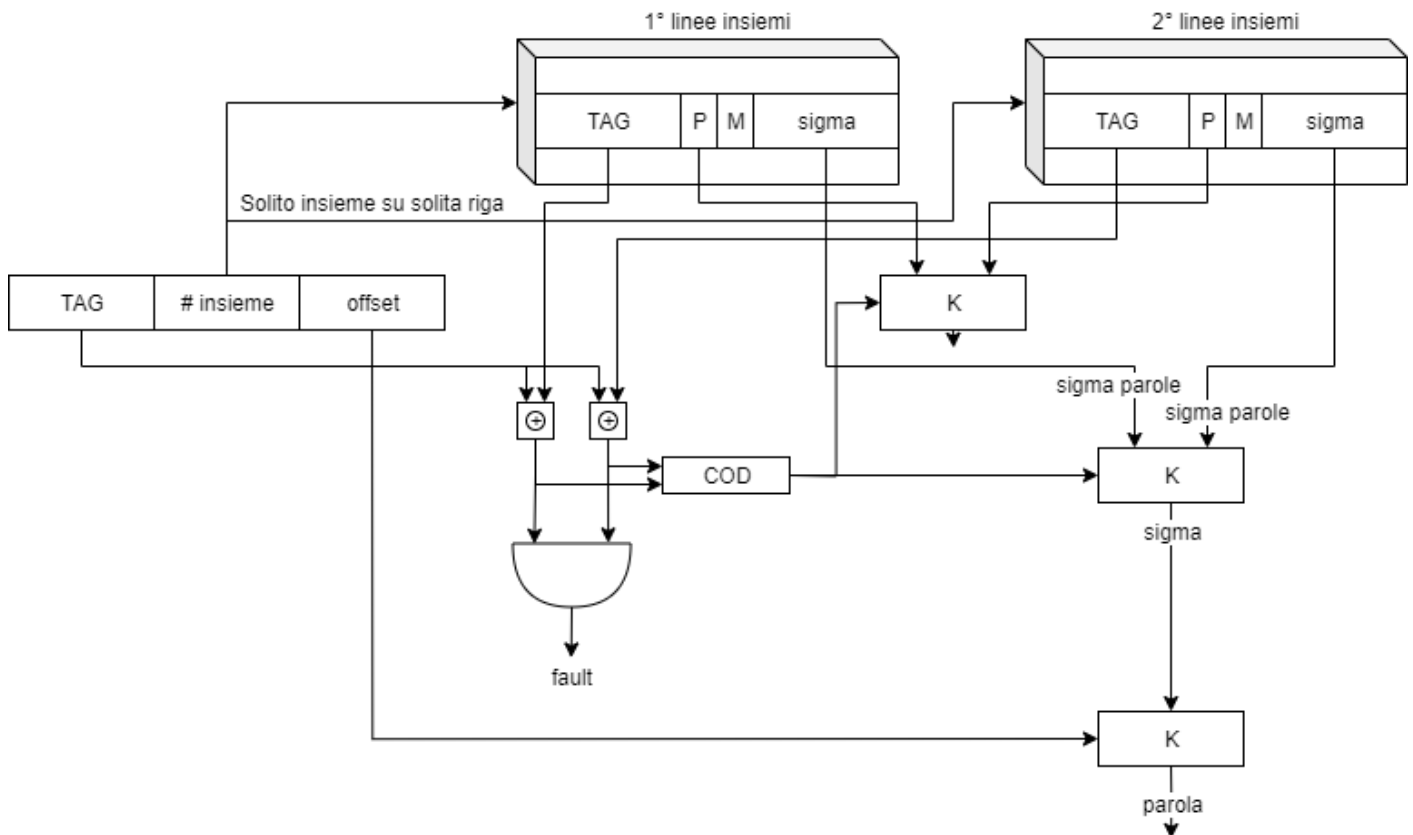 1° linee insiemi
2° linee insiemi
TAG P M sigma
TAG P M sigma
Solito insieme su solita riga
TAG # insieme offset
K
sigma parole
sigma parole
COD
K
sigma
fault
K
parola